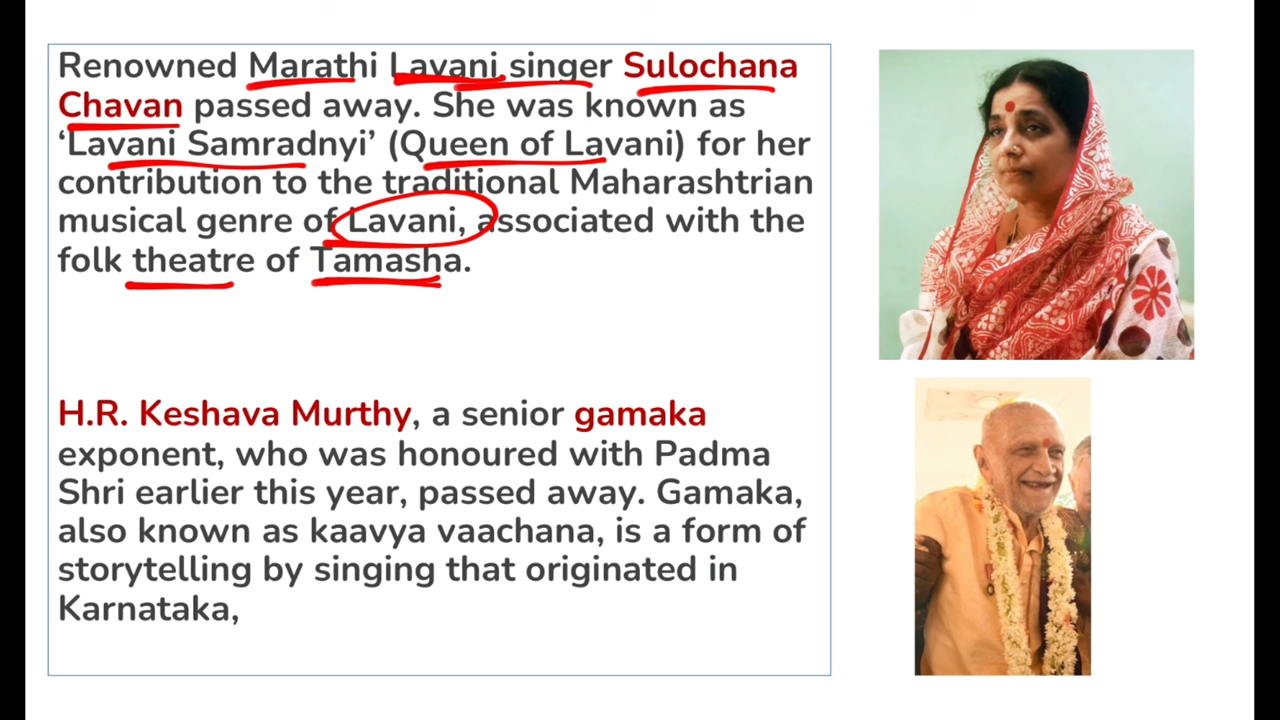 Renowned Marathi Lavani singer Sulochana
Chavan passed away. She was known as
‘Lavani Samradnyi’ (Queen of Lavani) for her
contribution to the traditional Maharashtrian
musical genre of Lavani, associated with the
folk theatre of Tamasha.
H.R. Keshava Murthy, a senior gamaka
exponent, who was honoured with Padma
Shri earlier this year, passed away. Gamaka,
also known as kaavya vaachana, is a form of
storytelling by singing that originated in
Karnataka,